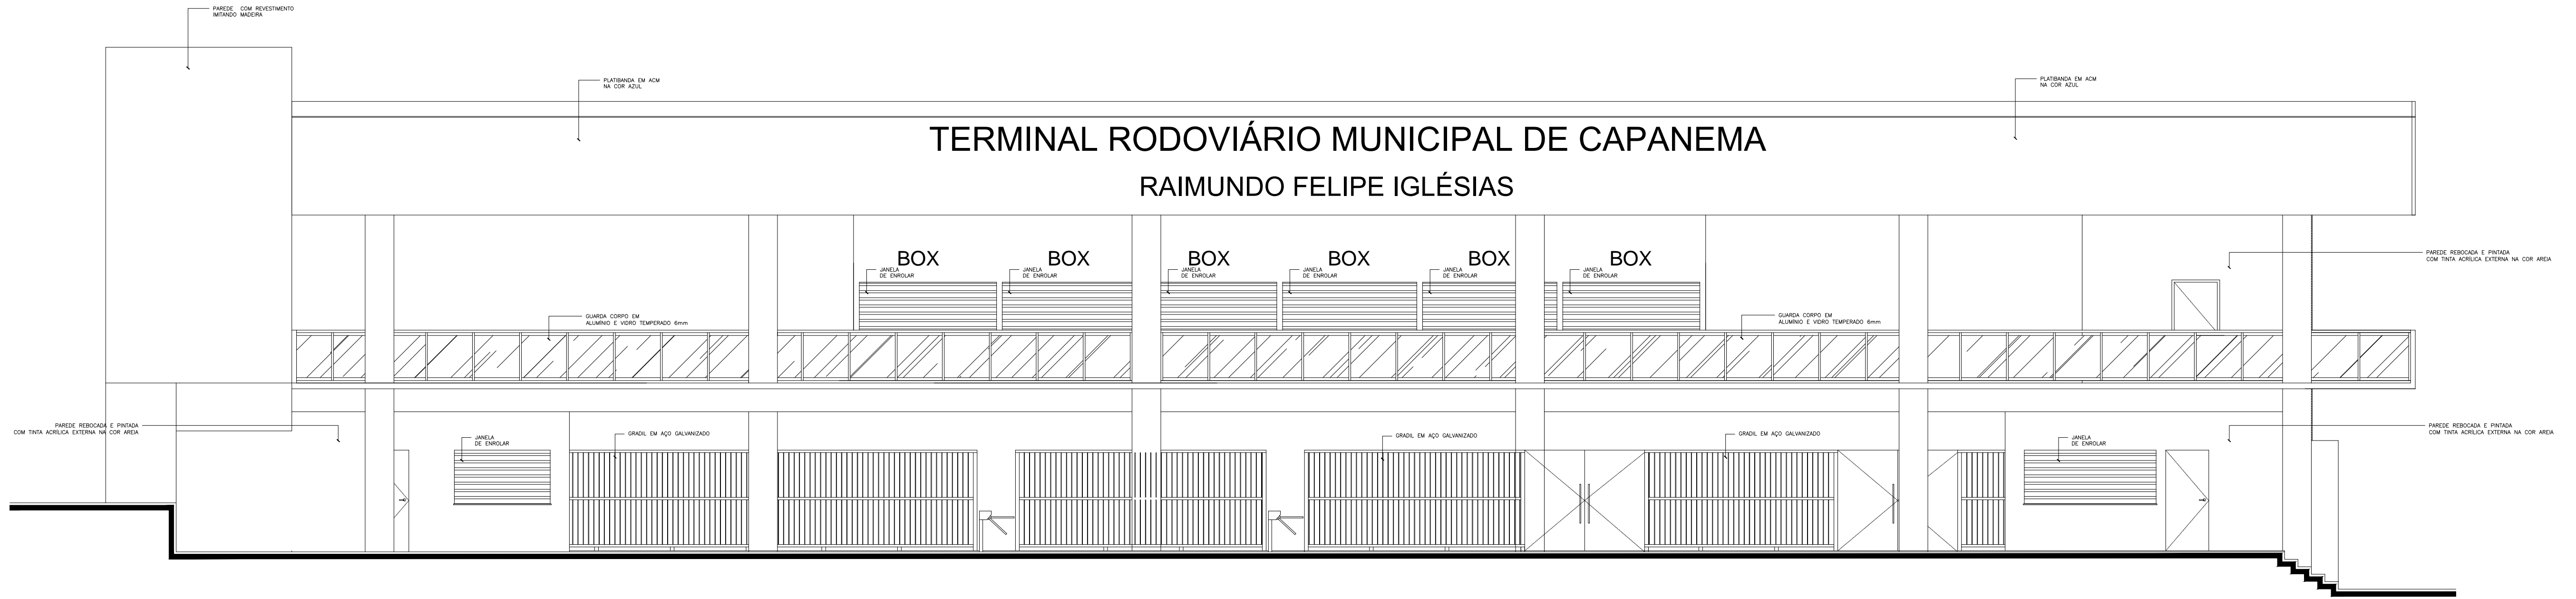 PAREDE COM REVESTIMENTO
IMITANDO MADEIRA
PLATIBANDA EM ACM
NA COR AZUL
PLATIBANDA EM ACM
NA COR AZUL
TERMINAL RODOVIÁRIO MUNICIPAL DE CAPANEMA
RAIMUNDO FELIPE IGLÉSIAS
BOX
BOX
BOX
BOX
BOX
BOX
JANELA
DE ENROLAR
JANELA
DE ENROLAR
JANELA
DE ENROLAR
JANELA
DE ENROLAR
JANELA
DE ENROLAR
JANELA
DE ENROLAR
PAREDE REBOCADA E PINTADA
COM TINTA ACRÍLICA EXTERNA NA COR AREIA
GUARDA CORPO EM
ALUMÍNIO E VIDRO TEMPERADO 6mm
GUARDA CORPO EM
ALUMÍNIO E VIDRO TEMPERADO 6mm
PAREDE REBOCADA E PINTADA
COM TINTA ACRÍLICA EXTERNA NA COR AREIA
JANELA
DE ENROLAR
GRADIL EM AÇO GALVANIZADO
GRADIL EM AÇO GALVANIZADO
GRADIL EM AÇO GALVANIZADO
JANELA
DE ENROLAR
PAREDE REBOCADA E PINTADA
COM TINTA ACRÍLICA EXTERNA NA COR AREIA